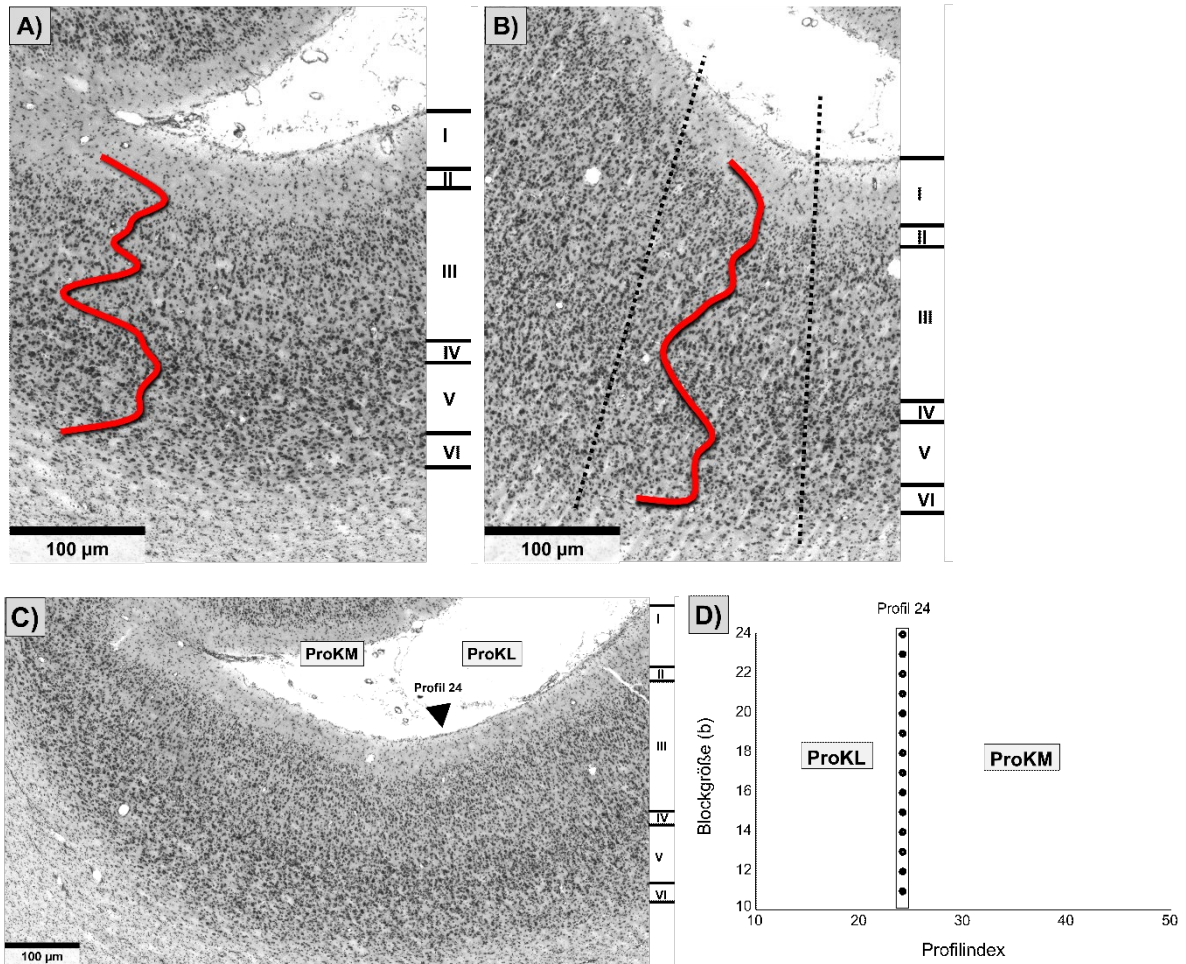 A)
I
II
III
IV
V
VI
100 µm
B)
I
II
III
IV
V
VI
100 µm
C)
ProKM
ProKL
Profil 24
I
II
III
IV
V
VI
100 µm
D)
Profil 24
24
22
20
18
16
14
12
10
Blockgröße (b)
ProKL
ProKM
10 20 30 40 50
Profilindex